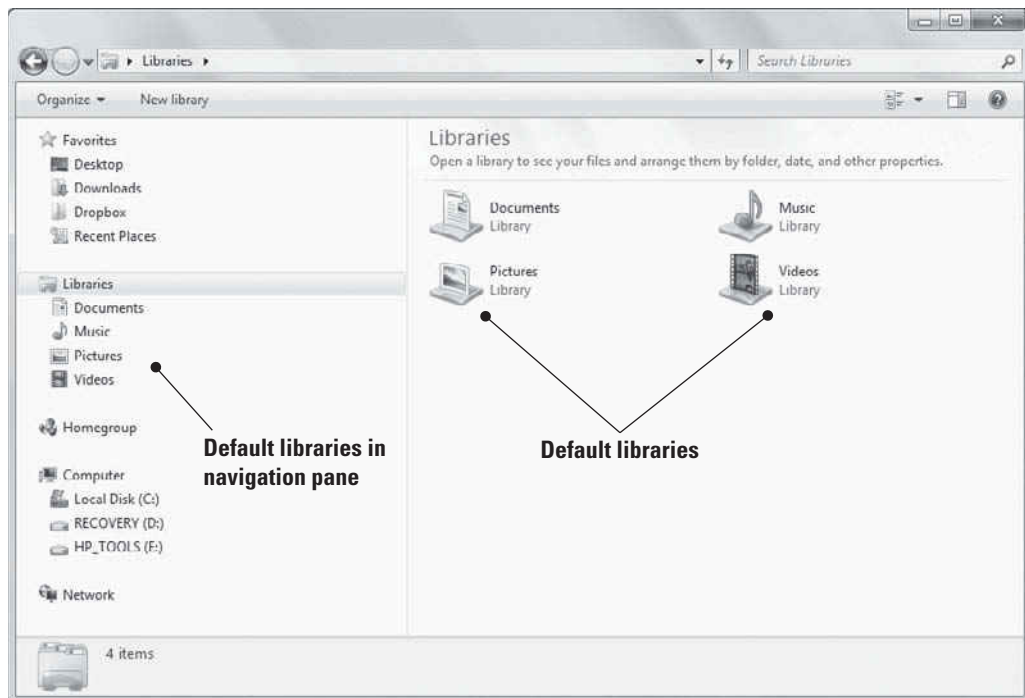 Libraries
Search Libraries
Organize
New library
Favorites
Desktop
Downloads
Dropbox
Recent Places
Libraries
Documents
Music
Pictures
Videos
Homegroup
Computer
Local Disk (C:)
RECOVERY (D:)
HP_TOOLS (E:)
Network
Default libraries in
navigation pane
Libraries
Open a library to see your files and arrange them by folder, date, and other properties.
Documents
Library
Music
Library
Pictures
Library
Videos
Library
Default libraries
4 items